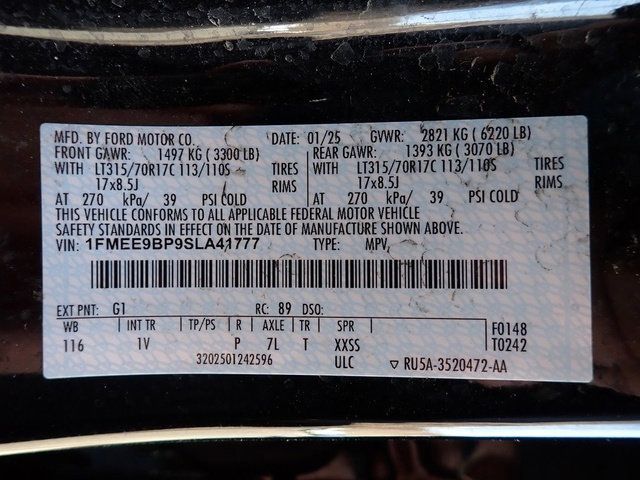 MFD. BY FORD MOTOR CO. DATE: 01/25 GVWR: 2821 KG ( 6220 LB)
FRONT GAWR: 1497 KG ( 3300 LB) REAR GAWR: 1393 KG ( 3070 LB)
WITH LT315/70R17C 113/110S TIRES WITH LT315/70R17C 113/110S TIRES
17x8.5J RIMS 17x8.5J RIMS
AT 270 kPa/ 39 PSI COLD AT 270 kPa/ 39 PSI COLD
THIS VEHICLE CONFORMS TO ALL APPLICABLE FEDERAL MOTOR VEHICLE
SAFETY STANDARDS IN EFFECT ON THE DATE OF MANUFACTURE SHOWN ABOVE.
VIN: 1FMEE9BP9SLA41777 TYPE: MPV
EXT PNT: G1 RC: 89 DSO:
WB INT TR TP/PS R AXLE TR SPR F0148
116 1V P 7L T XXSS T0242
3202501242596 ULC ▽ RU5A-3520472-AA